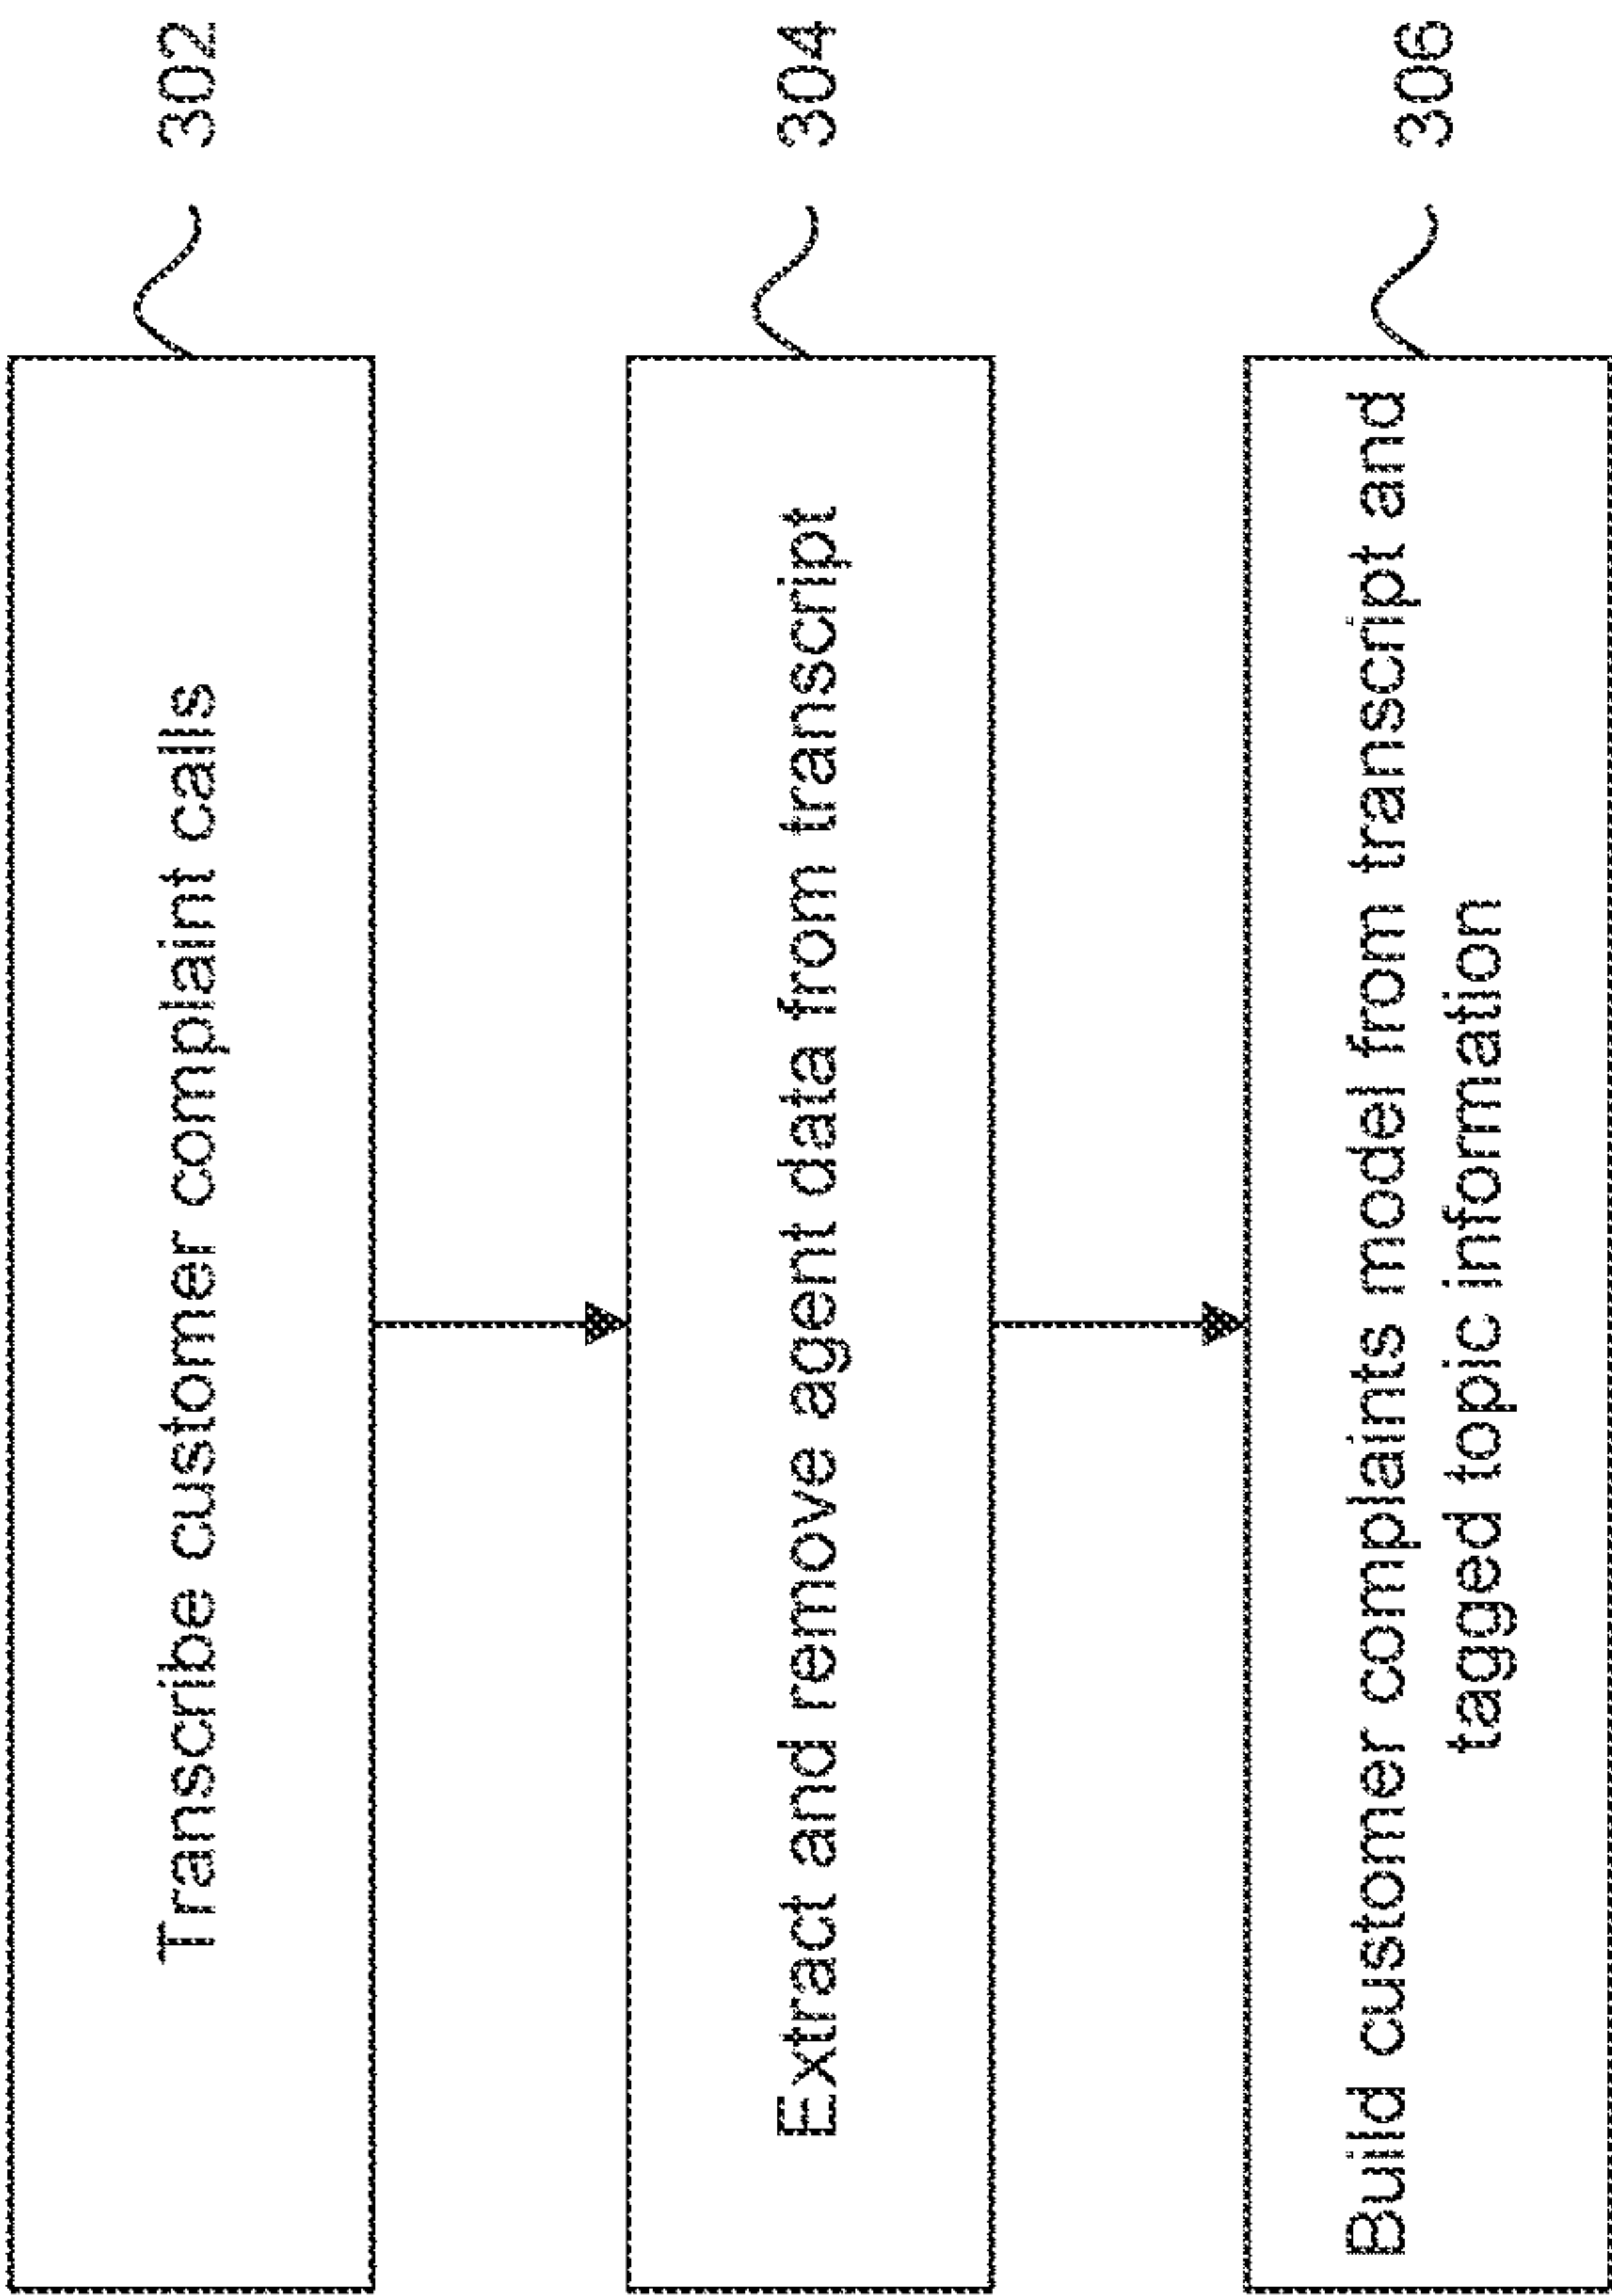 Transcribe customer complaint calls
302
Extract and remove agent data from transcript
304
Build customer complaints model from transcript and
tagged topic information
306